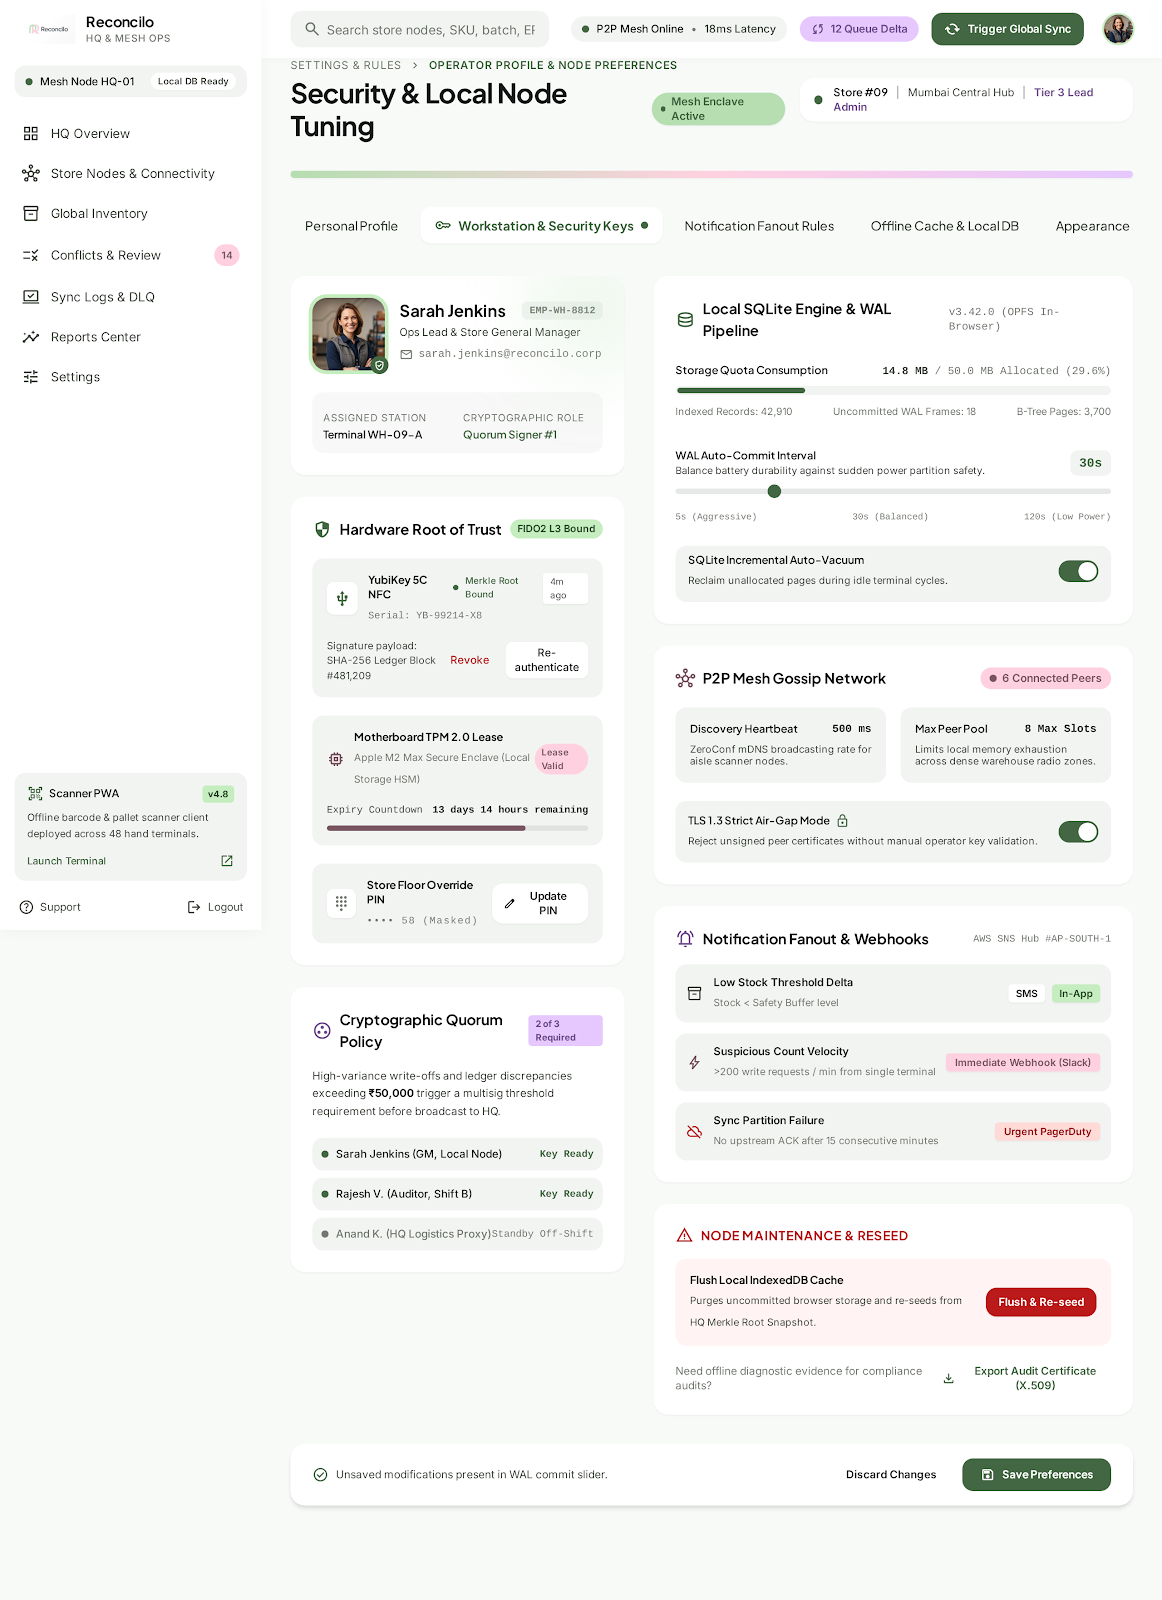 Reconcilo
Reconcilo
HQ & MESH OPS
Mesh Node HQ-01
Local DB Ready
HQ Overview
Store Nodes & Connectivity
Global Inventory
Conflicts & Review
14
Sync Logs & DLQ
Reports Center
Settings
Scanner PWA
v4.8
Offline barcode & pallet scanner client
deployed across 48 hand terminals.
Launch Terminal
Support
Logout
Search store nodes, SKU, batch, EF
P2P Mesh Online • 18ms Latency
12 Queue Delta
Trigger Global Sync
SETTINGS & RULES > OPERATOR PROFILE & NODE PREFERENCES
Security & Local Node
Tuning
Mesh Enclave
Active
Store #09 | Mumbai Central Hub | Tier 3 Lead
Admin
Personal Profile
Workstation & Security Keys
Notification Fanout Rules
Offline Cache & Local DB
Appearance
Sarah Jenkins
EMP-WH-8812
Ops Lead & Store General Manager
sarah.jenkins@reconcilo.corp
ASSIGNED STATION
Terminal WH-09-A
CRYPTOGRAPHIC ROLE
Quorum Signer #1
Hardware Root of Trust
FIDO2 L3 Bound
YubiKey 5C
NFC
Merkle Root
Bound
4m
ago
Serial: YB-99214-X8
Signature payload:
SHA-256 Ledger Block
#481,209
Revoke
Re-
authenticate
Motherboard TPM 2.0 Lease
Apple M2 Max Secure Enclave (Local
Storage HSM)
Lease
Valid
Expiry Countdown
13 days 14 hours remaining
Store Floor Override
PIN
•••• 58 (Masked)
Update
PIN
Cryptographic Quorum
Policy
2 of 3
Required
High-variance write-offs and ledger discrepancies
exceeding ₹50,000 trigger a multisig threshold
requirement before broadcast to HQ.
Sarah Jenkins (GM, Local Node)
Key Ready
Rajesh V. (Auditor, Shift B)
Key Ready
Anand K. (HQ Logistics Proxy)
Standby Off-Shift
Local SQLite Engine & WAL
Pipeline
v3.42.0 (OPFS In-
Browser)
Storage Quota Consumption
14.8 MB / 50.0 MB Allocated (29.6%)
Indexed Records: 42,910
Uncommitted WAL Frames: 18
B-Tree Pages: 3,700
WAL Auto-Commit Interval
Balance battery durability against sudden power partition safety.
30s
5s (Aggressive)
30s (Balanced)
120s (Low Power)
SQLite Incremental Auto-Vacuum
Reclaim unallocated pages during idle terminal cycles.
P2P Mesh Gossip Network
6 Connected Peers
Discovery Heartbeat
500 ms
ZeroConf mDNS broadcasting rate for
aisle scanner nodes.
Max Peer Pool
8 Max Slots
Limits local memory exhaustion
across dense warehouse radio zones.
TLS 1.3 Strict Air-Gap Mode
Reject unsigned peer certificates without manual operator key validation.
Notification Fanout & Webhooks
AWS SNS Hub #AP-SOUTH-1
Low Stock Threshold Delta
Stock < Safety Buffer level
SMS
In-App
Suspicious Count Velocity
>200 write requests / min from single terminal
Immediate Webhook (Slack)
Sync Partition Failure
No upstream ACK after 15 consecutive minutes
Urgent PagerDuty
NODE MAINTENANCE & RESEED
Flush Local IndexedDB Cache
Purges uncommitted browser storage and re-seeds from
HQ Merkle Root Snapshot.
Flush & Re-seed
Need offline diagnostic evidence for compliance
audits?
Export Audit Certificate
(X.509)
Unsaved modifications present in WAL commit slider.
Discard Changes
Save Preferences